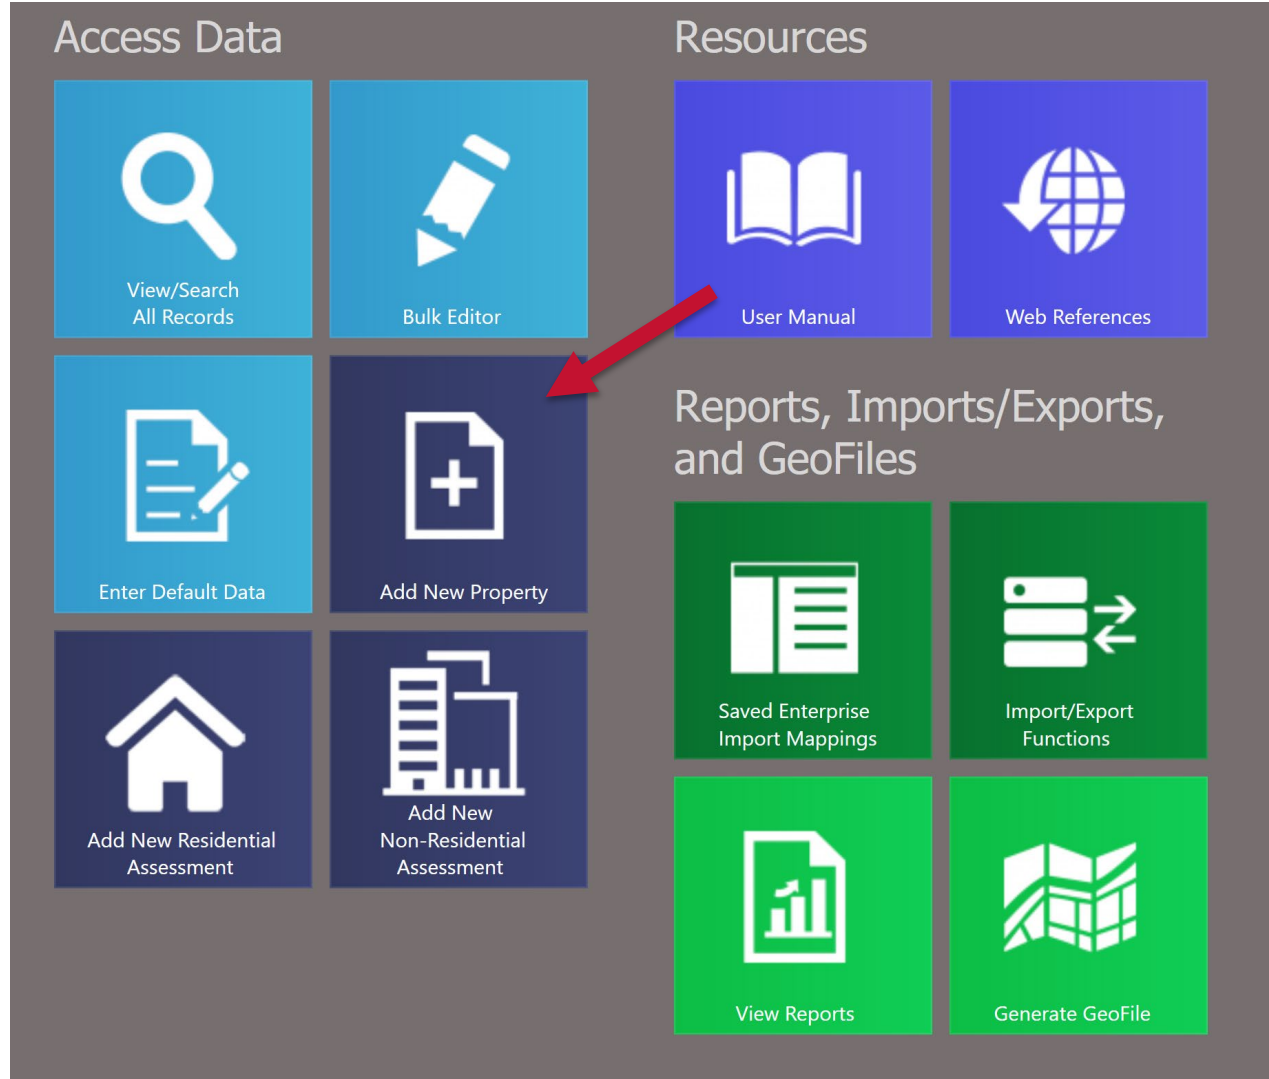 Access Data
View/Search
All Records
Bulk Editor
Enter Default Data
Add New Property
Add New Residential
Assessment
Add New
Non-Residential
Assessment
Resources
User Manual
Web References
Reports, Imports/Exports,
and GeoFiles
Saved Enterprise
Import Mappings
Import/Export
Functions
View Reports
Generate GeoFile